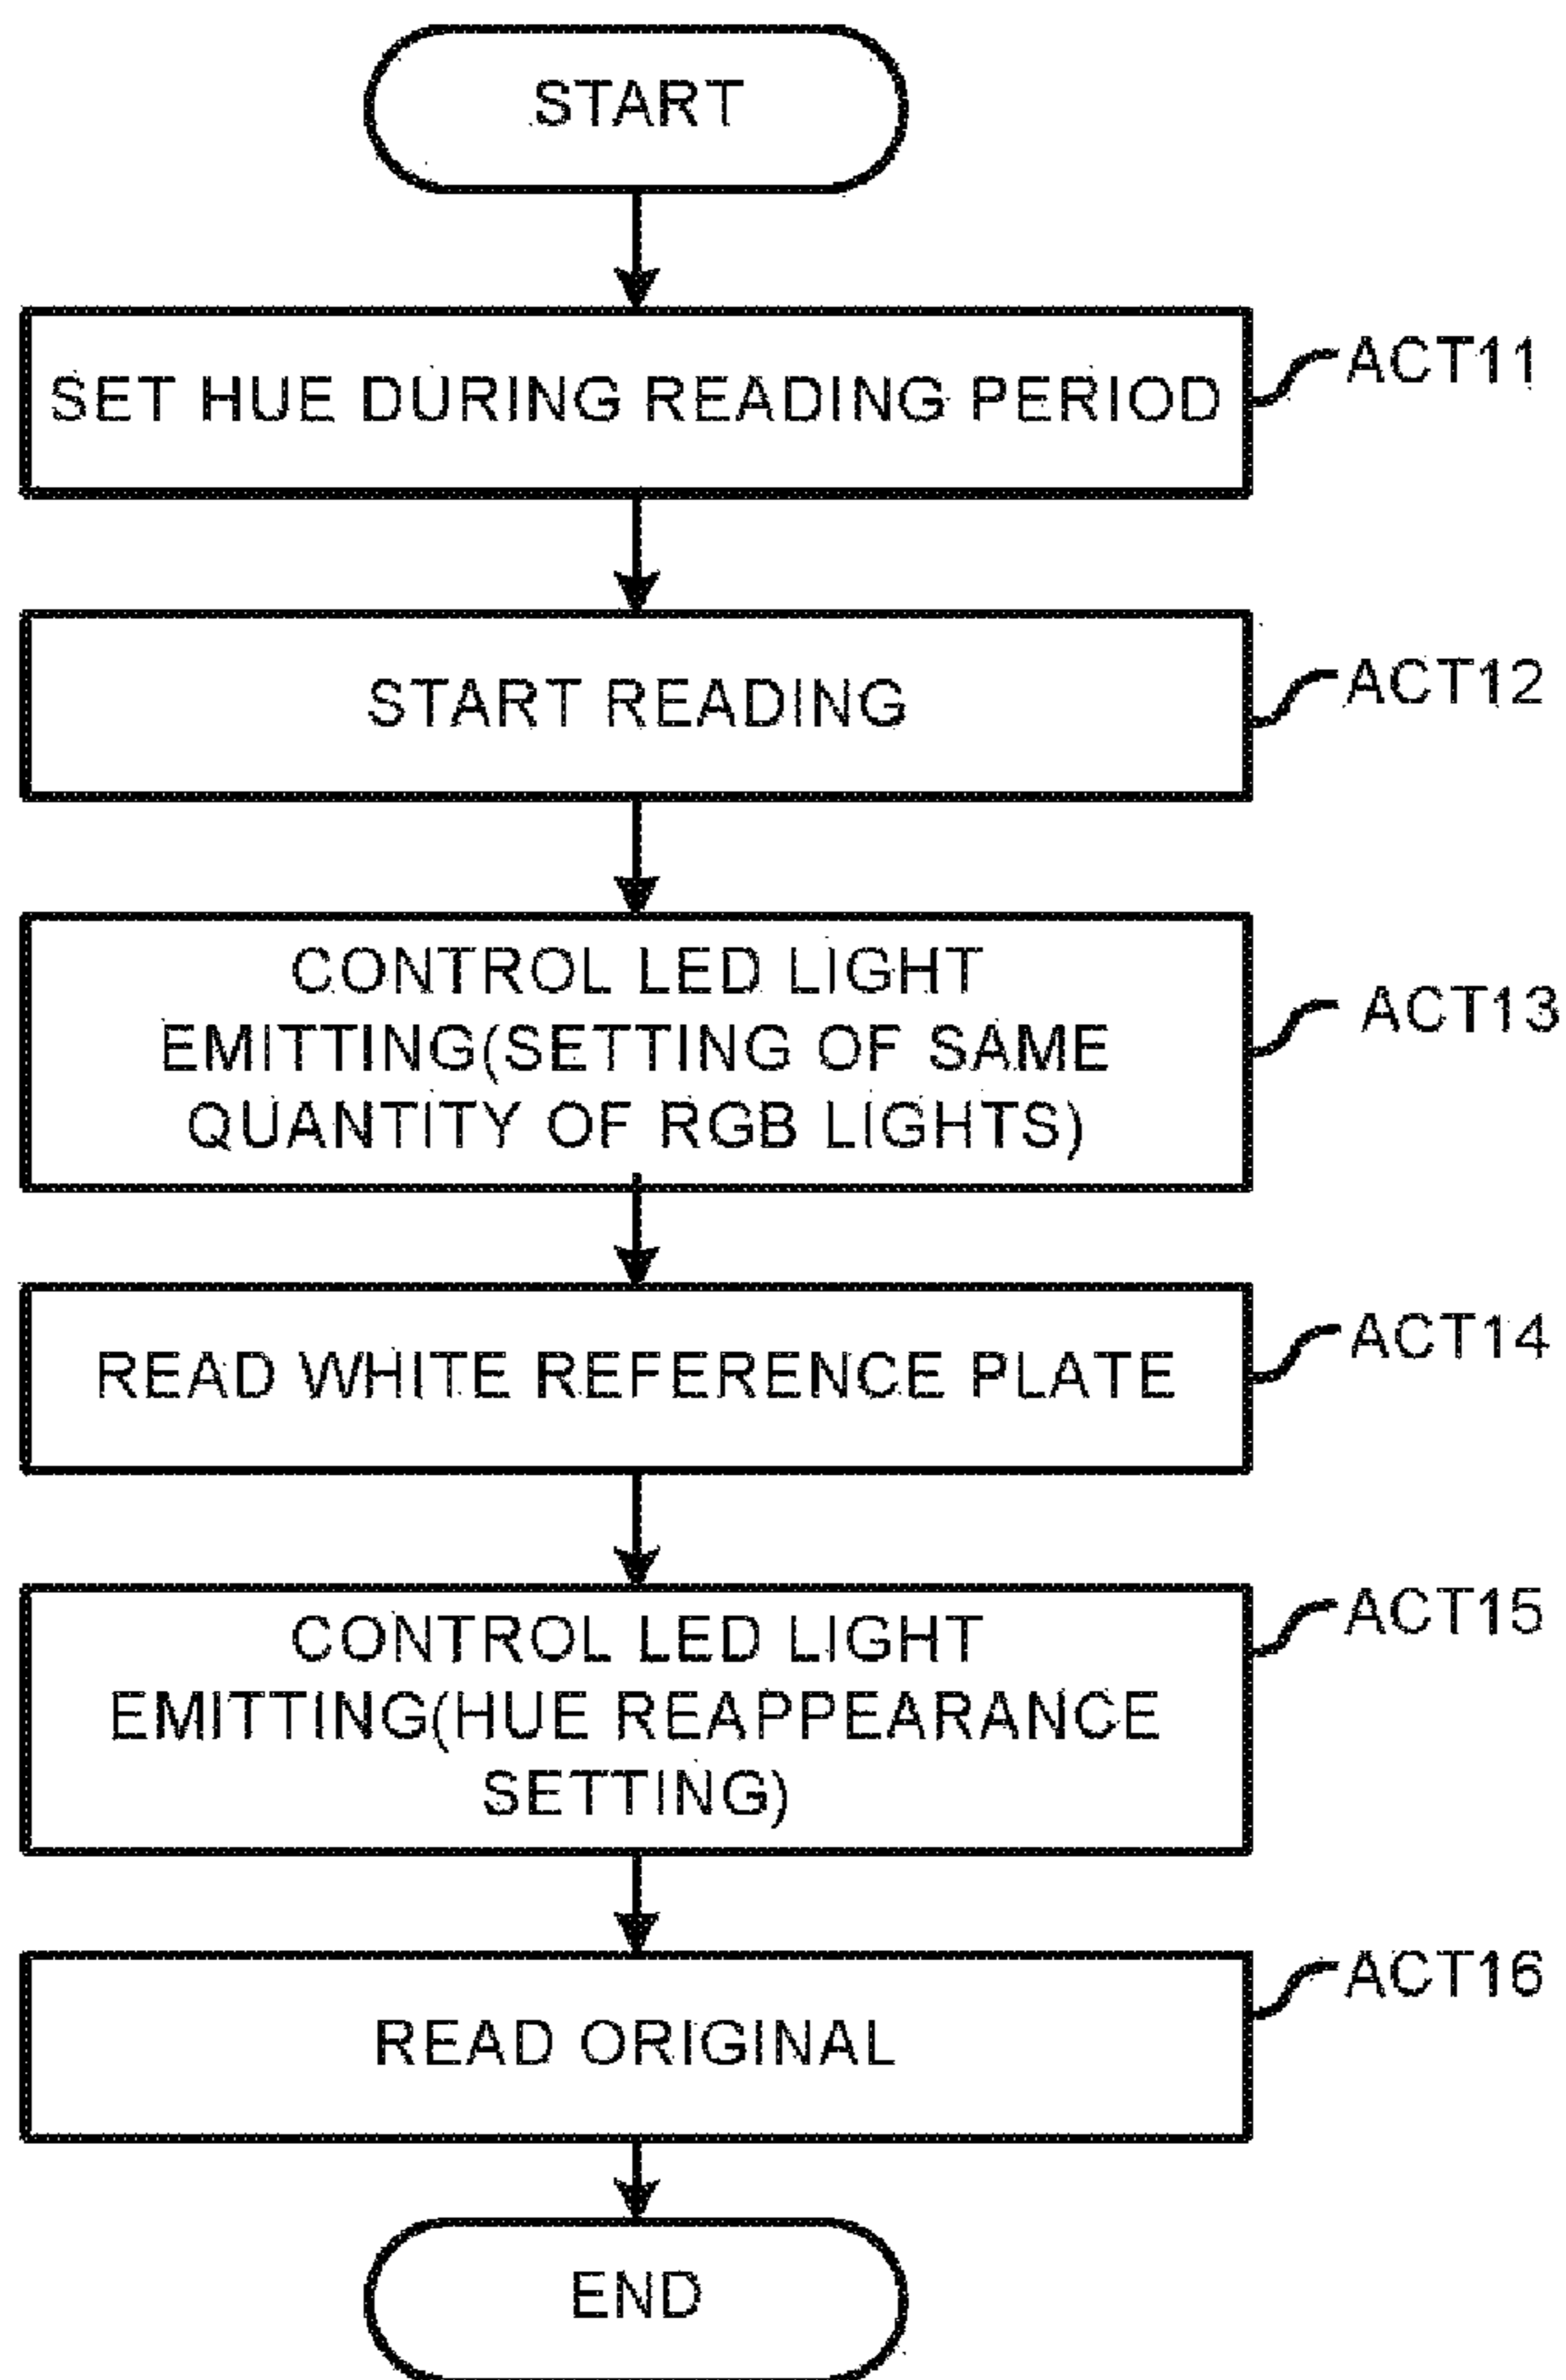 START
SET HUE DURING READING PERIOD
ACT11
START READING
ACT12
CONTROL LED LIGHT
EMITTING(SETTING OF SAME
QUANTITY OF RGB LIGHTS)
ACT13
READ WHITE REFERENCE PLATE
ACT14
CONTROL LED LIGHT
EMITTING(HUE REAPPEARANCE
SETTING)
ACT15
READ ORIGINAL
ACT16
END